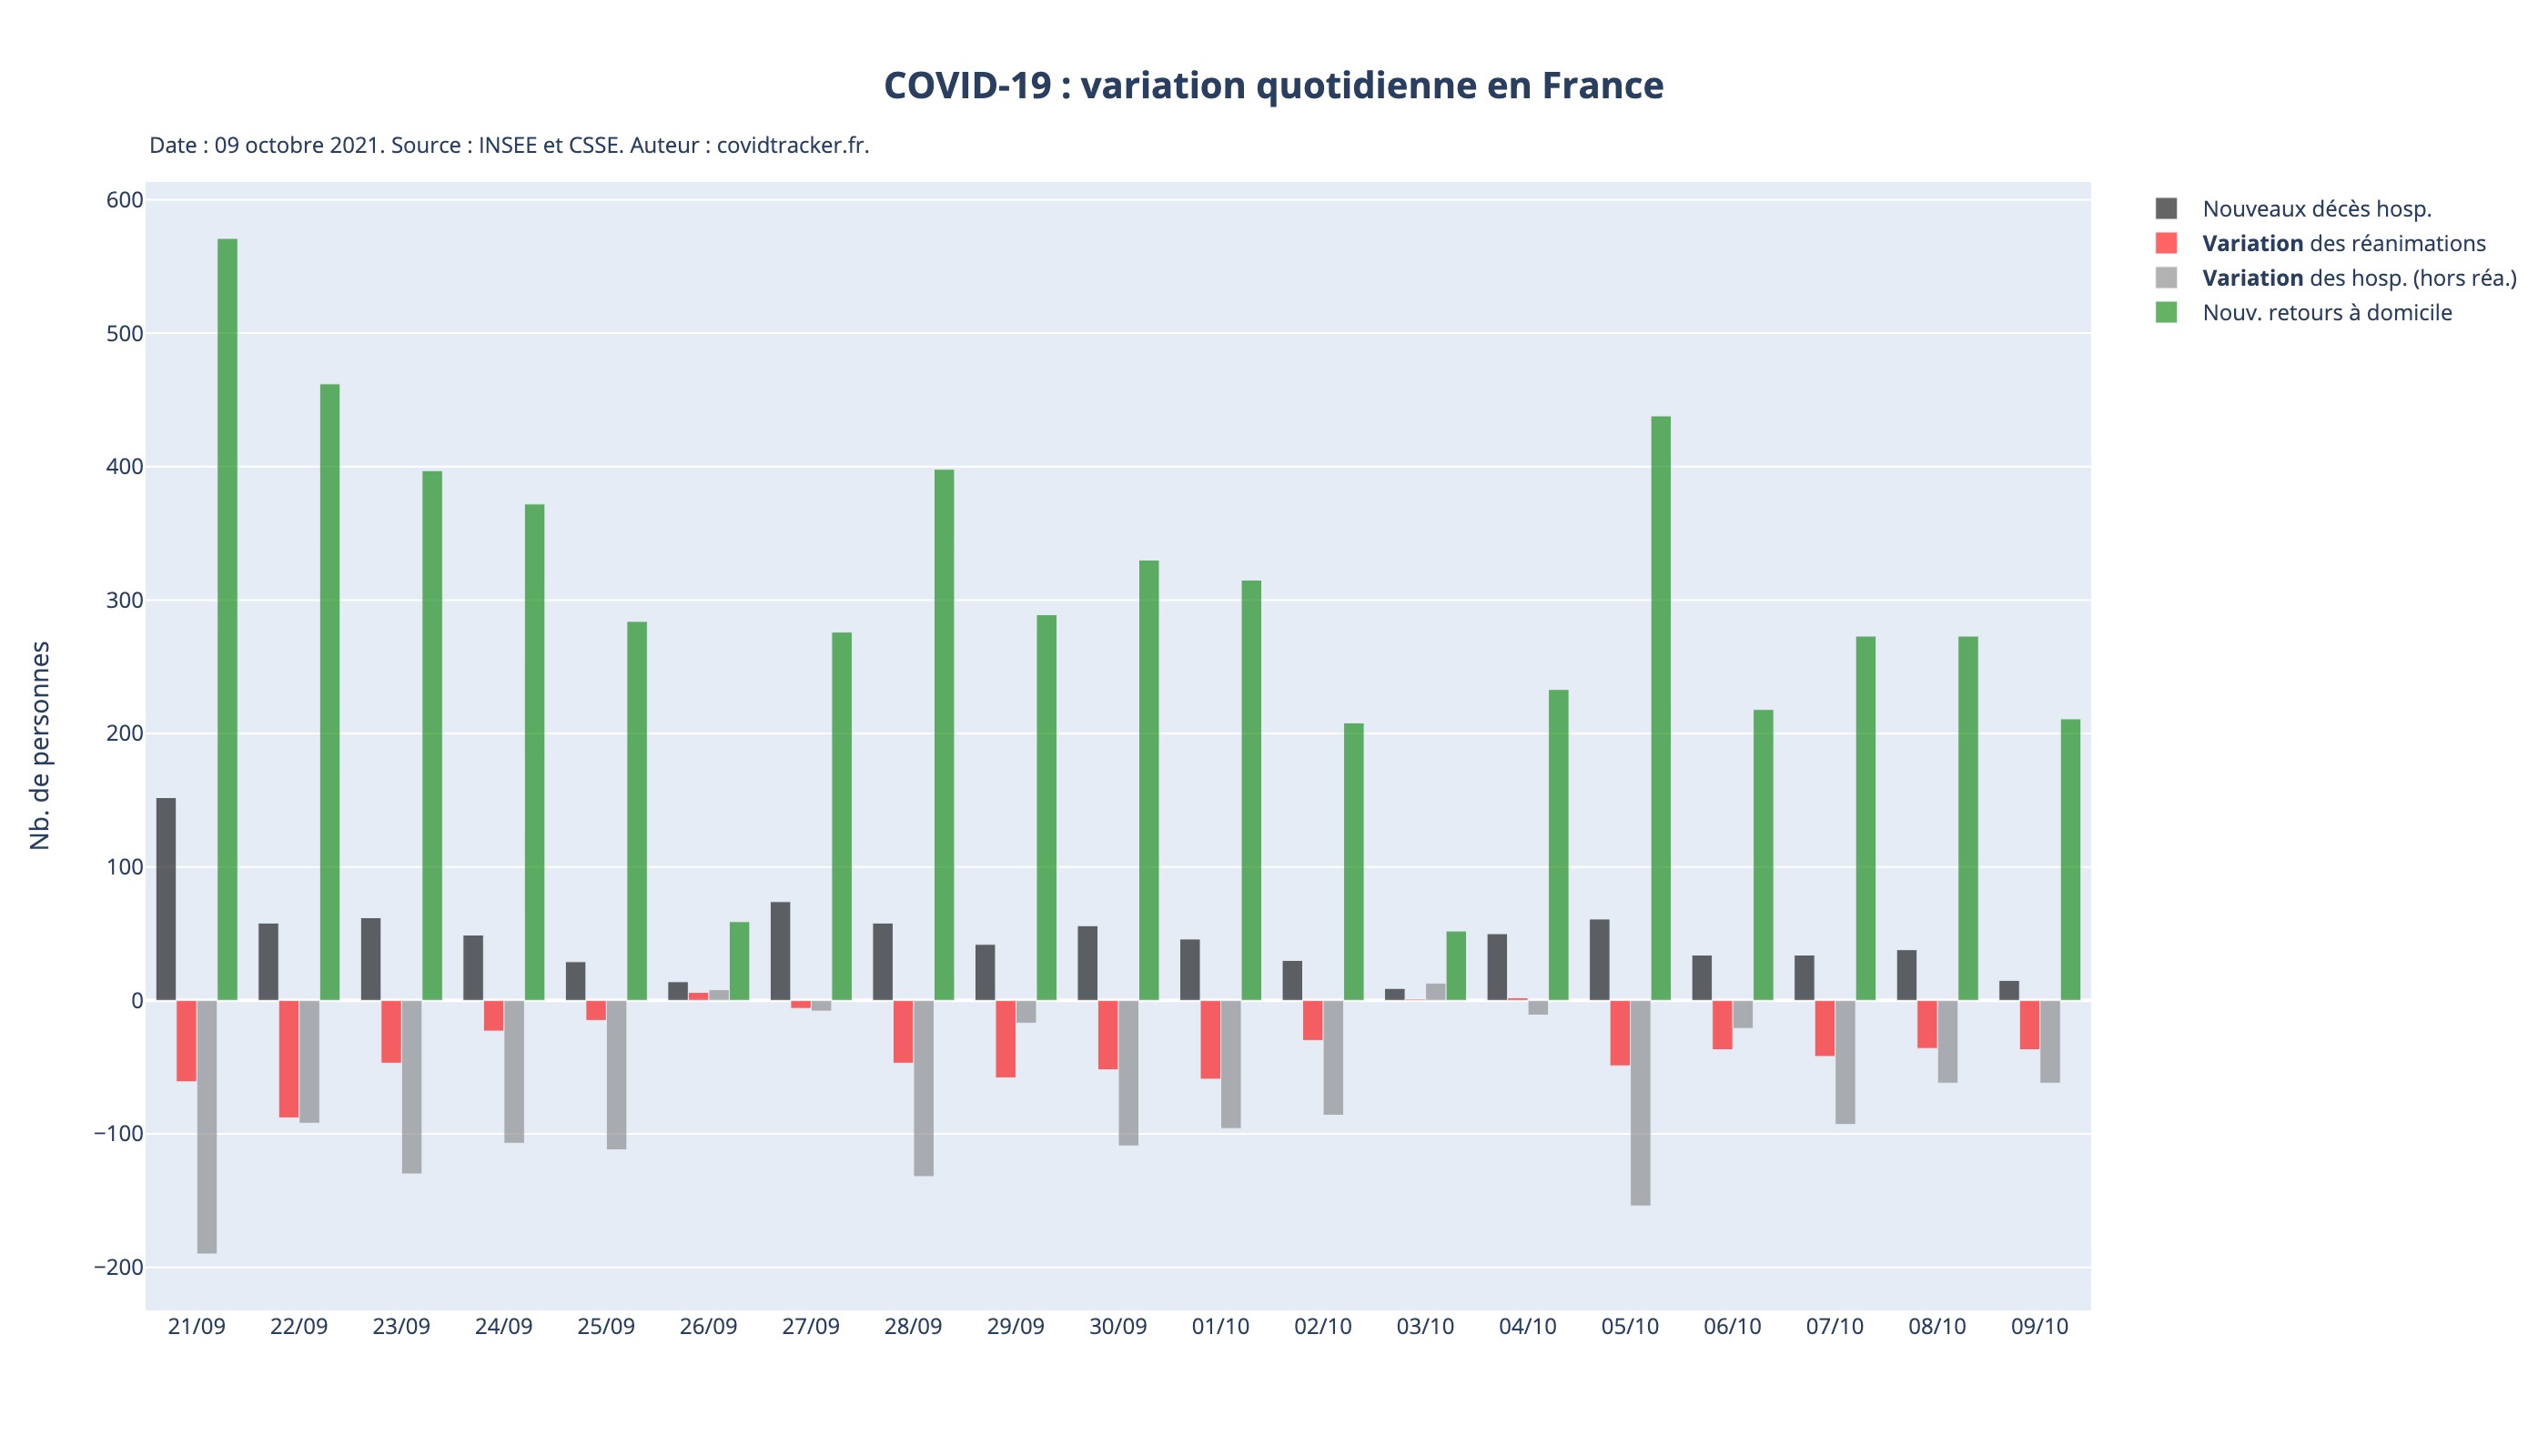 COVID-19 : variation quotidienne en France
Date : 09 octobre 2021. Source : INSEE et CSSE. Auteur : covidtracker.fr.
Nouveaux décès hosp.
Variation des réanimations
Variation des hosp. (hors réa.)
Nouv. retours à domicile
Nb. de personnes
600
500
400
300
200
100
0
−100
−200
21/09 22/09 23/09 24/09 25/09 26/09 27/09 28/09 29/09 30/09 01/10 02/10 03/10 04/10 05/10 06/10 07/10 08/10 09/10